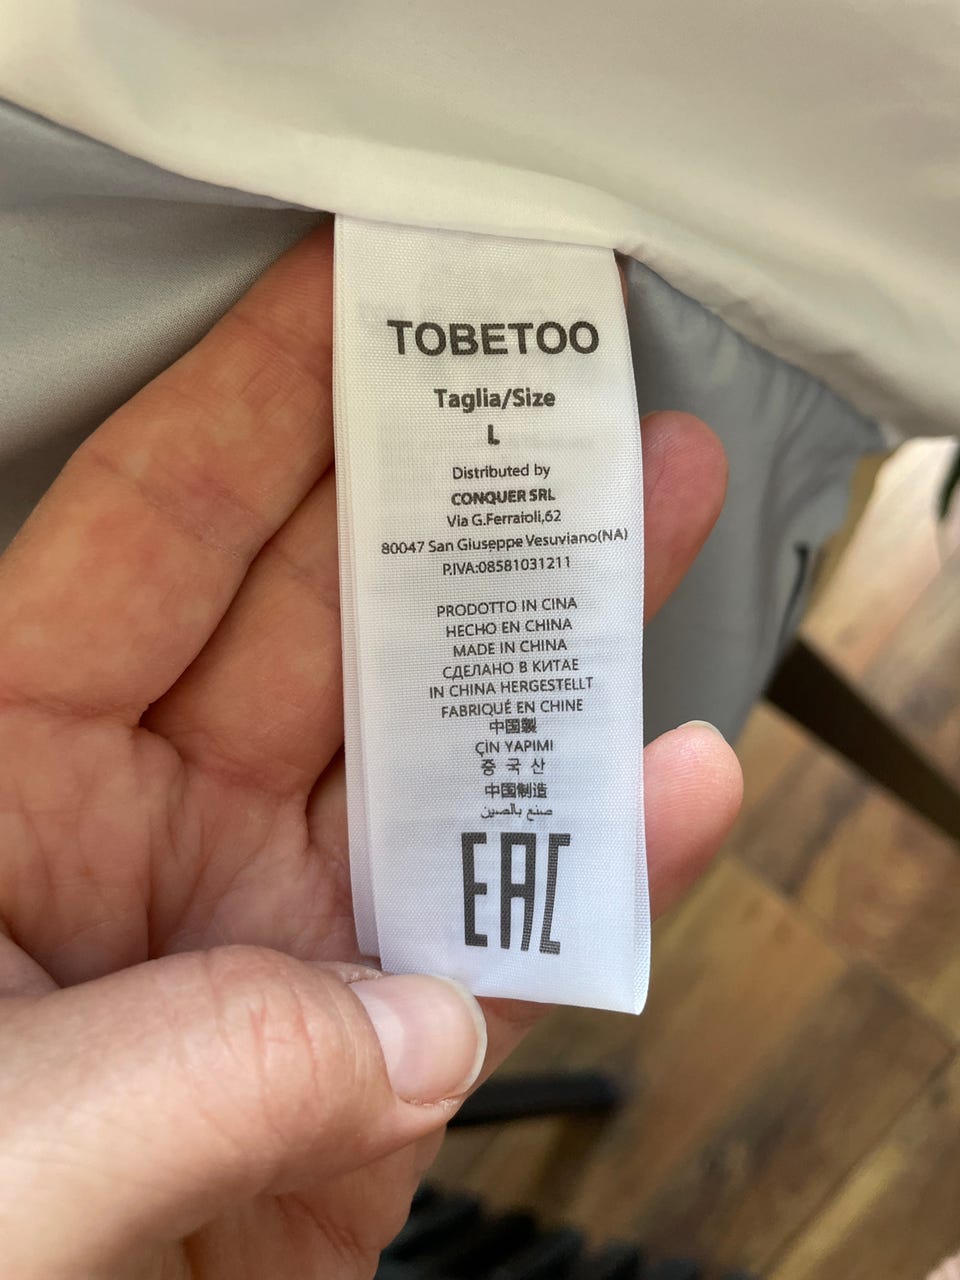 TOBETOO
Taglia/Size
L
Distributed by
CONQUER SRL
Via G.Ferraioli,62
80047 San Giuseppe Vesuviano(NA)
P.IVA:08581031211
PRODOTTO IN CINA
HECHO EN CHINA
MADE IN CHINA
СДЕЛАНО В КИТАЕ
IN CHINA HERGESTELLT
FABRIQUÉ EN CHINE
中国製
ÇİN YAPIMI
중 국 산
中国制造
صنع بالصين
EAC